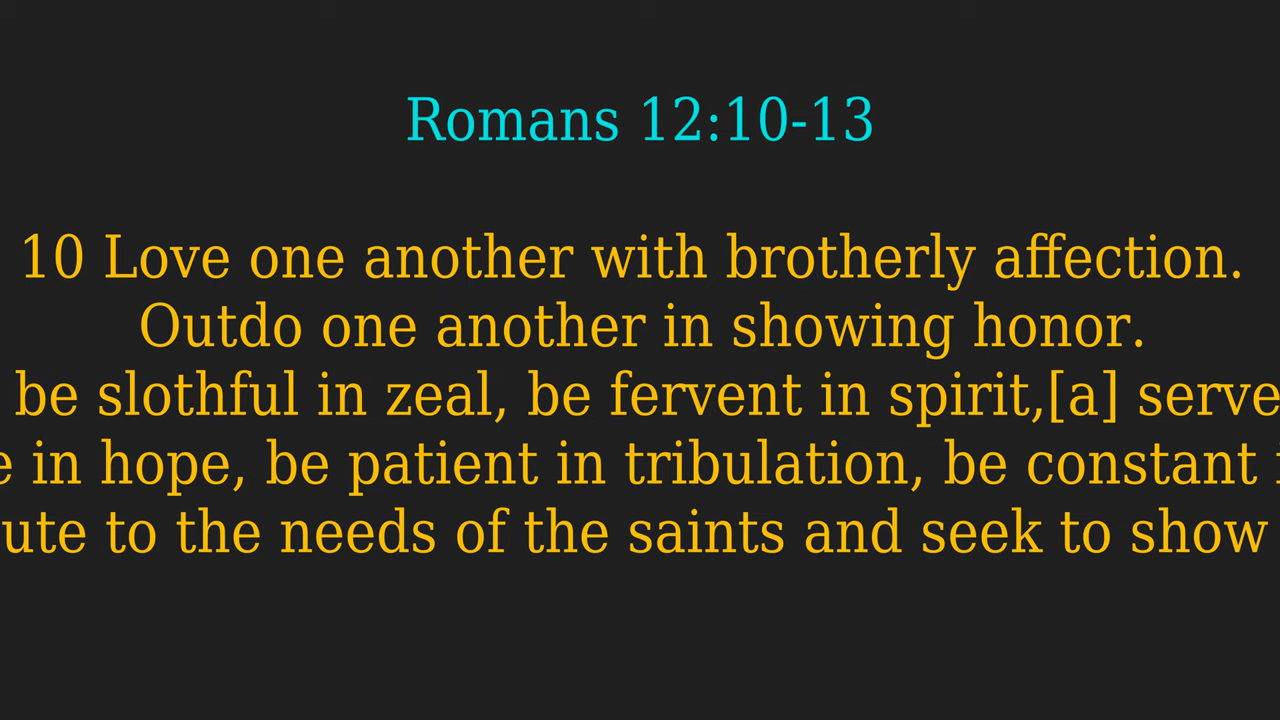 Romans 12:10-13
10 Love one another with brotherly affection.
Outdo one another in showing honor.
be slothful in zeal, be fervent in spirit,[a] serve
e in hope, be patient in tribulation, be constant
ute to the needs of the saints and seek to show